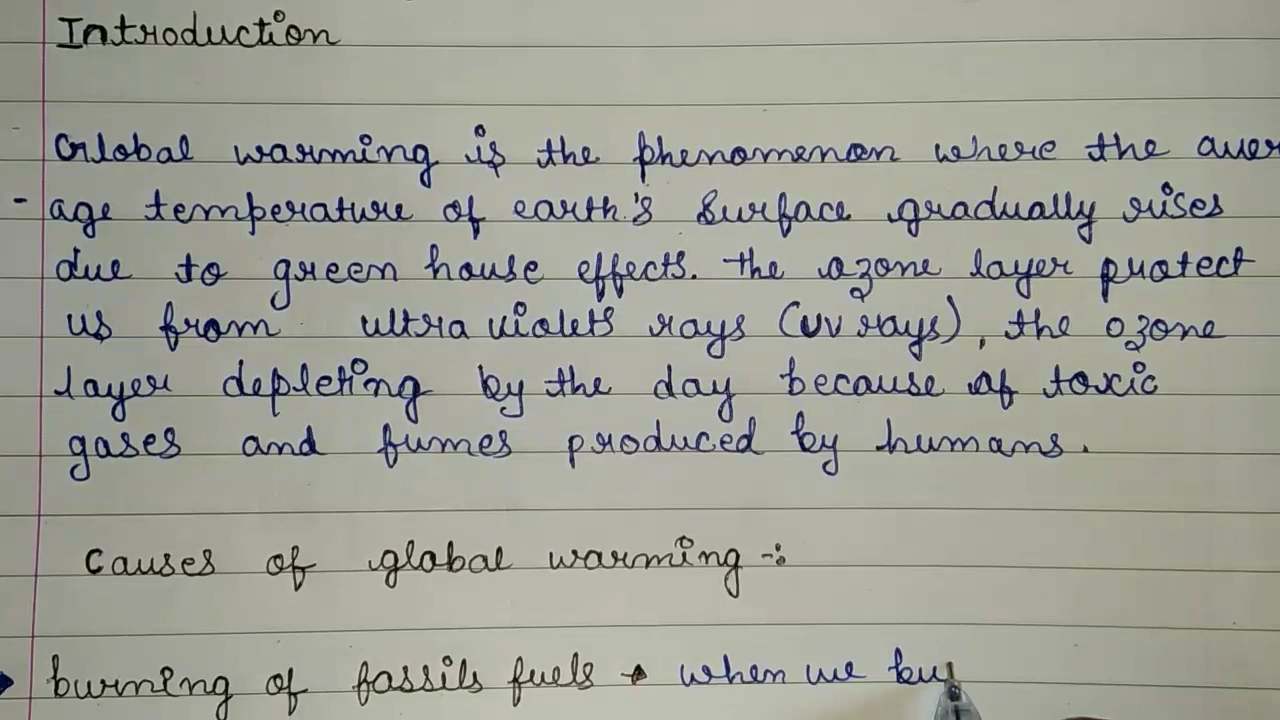 Introduction
Global warming is the phenomenon where the aver
- age temperature of earth's surface gradually rises
due to green house effects. the ozone layer protect
us from ultra violets rays (UV rays), the ozone
layer depleting by the day because of toxic
gases and fumes produced by humans.
Causes of global warming -:
burning of fossils fuels → when we bu